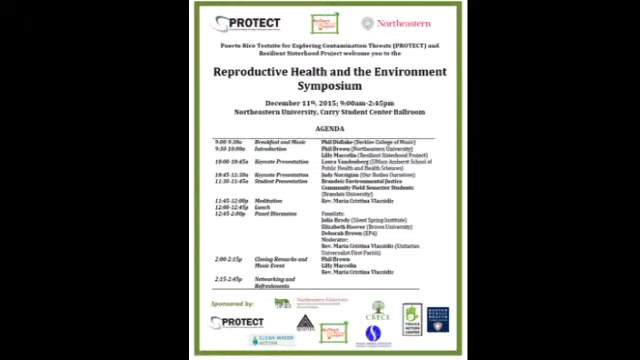 PROTECT
Northeastern
Puerto Rico Testsite for Exploring Contamination Threats (PROTECT) and
Resilient Sisterhood Project welcome you to the
Reproductive Health and the Environment
Symposium
December 11th, 2015; 9:00am-2:45pm
Northeastern University, Curry Student Center Ballroom
AGENDA
9:00-9:30a Breakfast and Music Phil Didlake (Berklee College of Music)
9:30-10:00a Introduction Phil Brown (Northeastern University)
Lilly Marcelin (Resilient Sisterhood Project)
10:00-10:45a Keynote Presentation Laura Vandenberg (UMass Amherst School of
Public Health and Health Sciences)
10:45-11:30a Keynote Presentation Judy Norsigian (Our Bodies Ourselves)
11:30-11:45a Student Presentation Brandeis Environmental Justice
Community Field Semester Students
(Brandeis University)
11:45-12:00p Meditation Rev. Maria Cristina Vlassidis
12:00-12:45p Lunch
12:45-2:00p Panel Discussion Panelists:
Julia Brody (Silent Spring Institute)
Elizabeth Hoover (Brown University)
Deborah Brown (EPA)
Moderator:
Rev. Maria Cristina Vlassidis (Unitarian
Universalist First Parish)
2:00-2:15p Closing Remarks and Phil Brown
Music Event Lilly Marcelin
Rev. Maria Cristina Vlassidis
2:15-2:45p Networking and
Refreshments
Sponsored by:
Northeastern University
CRECE
TOXICS
ACTION
CENTER
PROTECT
CLEAN WATER
ACTION